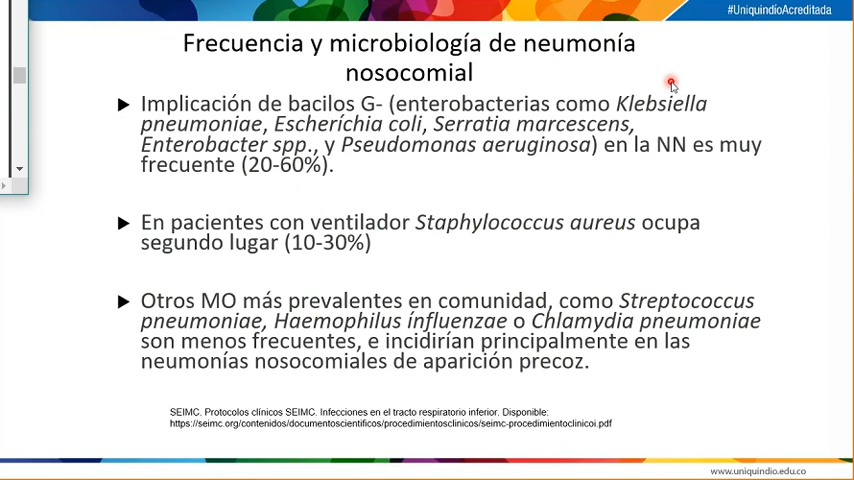 #UniquindioAcreditada
Frecuencia y microbiología de neumonía
nosocomial
Implicación de bacilos G- (enterobacterias como Klebsiella
pneumoniae, Escheríchia coli, Serratia marcescens,
Enterobacter spp., y Pseudomonas aeruginosa) en la NN es muy
frecuente (20-60%).
En pacientes con ventilador Staphylococcus aureus ocupa
segundo lugar (10-30%)
Otros MO más prevalentes en comunidad, como Streptococcus
pneumoniae, Haemophilus ínfluenzae o Chlamydia pneumoniae
son menos frecuentes, e incidirían principalmente en las
neumonías nosocomiales de aparición precoz.
SEIMC. Protocolos clínicos SEIMC. Infecciones en el tracto respiratorio inferior. Disponible:
https://seimc.org/contenidos/documentoscientificos/procedimientosclinicos/seimc-procedimientoclinicoi.pdf
www.uniquindio.edu.co